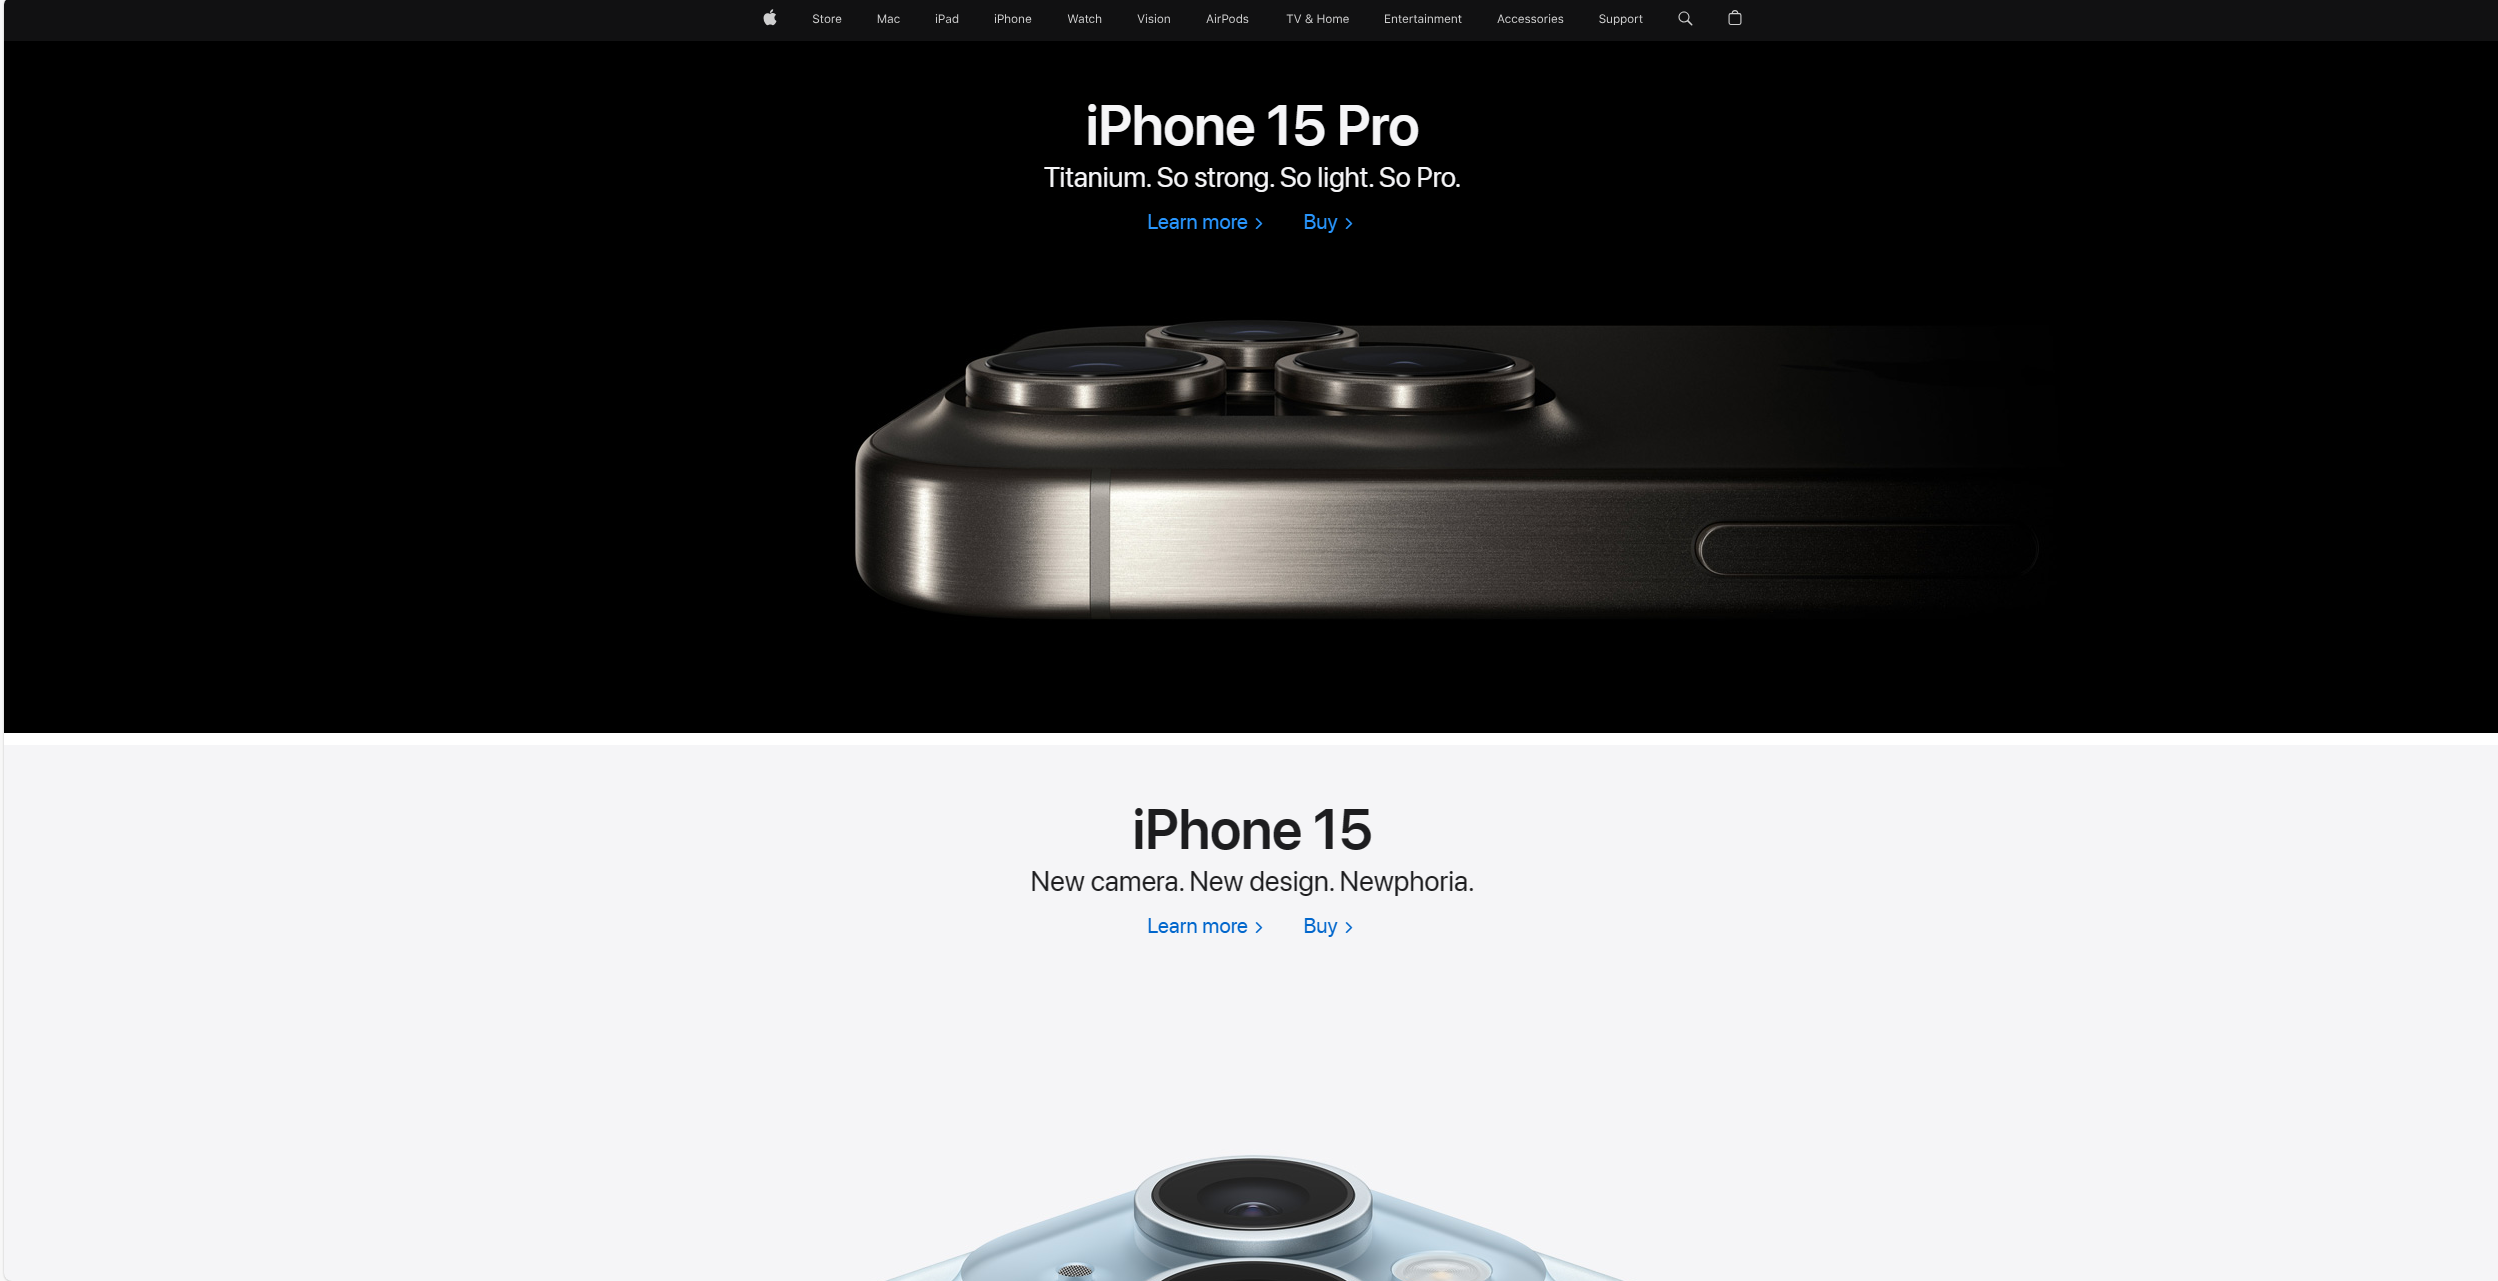 Store Mac iPad iPhone Watch Vision AirPods TV & Home Entertainment Accessories Support
iPhone 15 Pro
Titanium. So strong. So light. So Pro.
Learn more > Buy >
iPhone 15
New camera. New design. Newphoria.
Learn more > Buy >